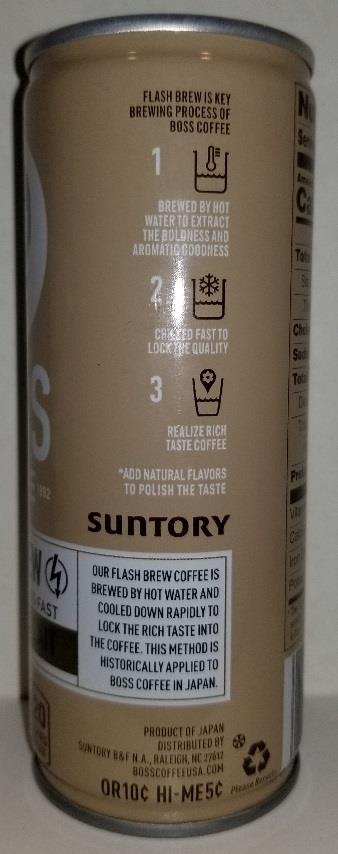 FLASH BREW IS KEY
BREWING PROCESS OF
BOSS COFFEE
1
BREWED BY HOT
WATER TO EXTRACT
THE BOLDNESS AND
AROMATIC GOODNESS
2
CHILLED FAST TO
LOCK THE QUALITY
3
REALIZE RICH
TASTE COFFEE
*ADD NATURAL FLAVORS
TO POLISH THE TASTE
SUNTORY
OUR FLASH BREW COFFEE IS
BREWED BY HOT WATER AND
COOLED DOWN RAPIDLY TO
LOCK THE RICH TASTE INTO
THE COFFEE. THIS METHOD IS
HISTORICALLY APPLIED TO
BOSS COFFEE IN JAPAN.
PRODUCT OF JAPAN
DISTRIBUTED BY
SUNTORY B&F N.A., RALEIGH, NC 27612
BOSSCOFFEEUSA.COM
OR10¢ HI-ME5¢
Please Recycle
S
1992
W
FAST